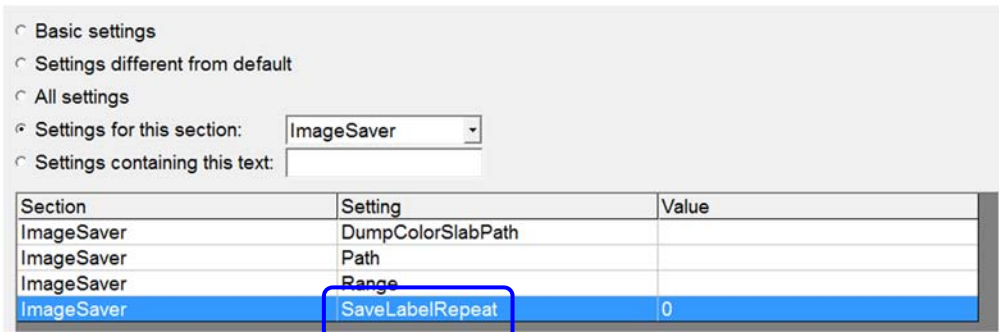 Basic settings
Settings different from default
All settings
Settings for this section: ImageSaver
Settings containing this text:
Section Setting Value
ImageSaver DumpColorSlabPath
ImageSaver Path
ImageSaver Range
ImageSaver SaveLabelRepeat 0